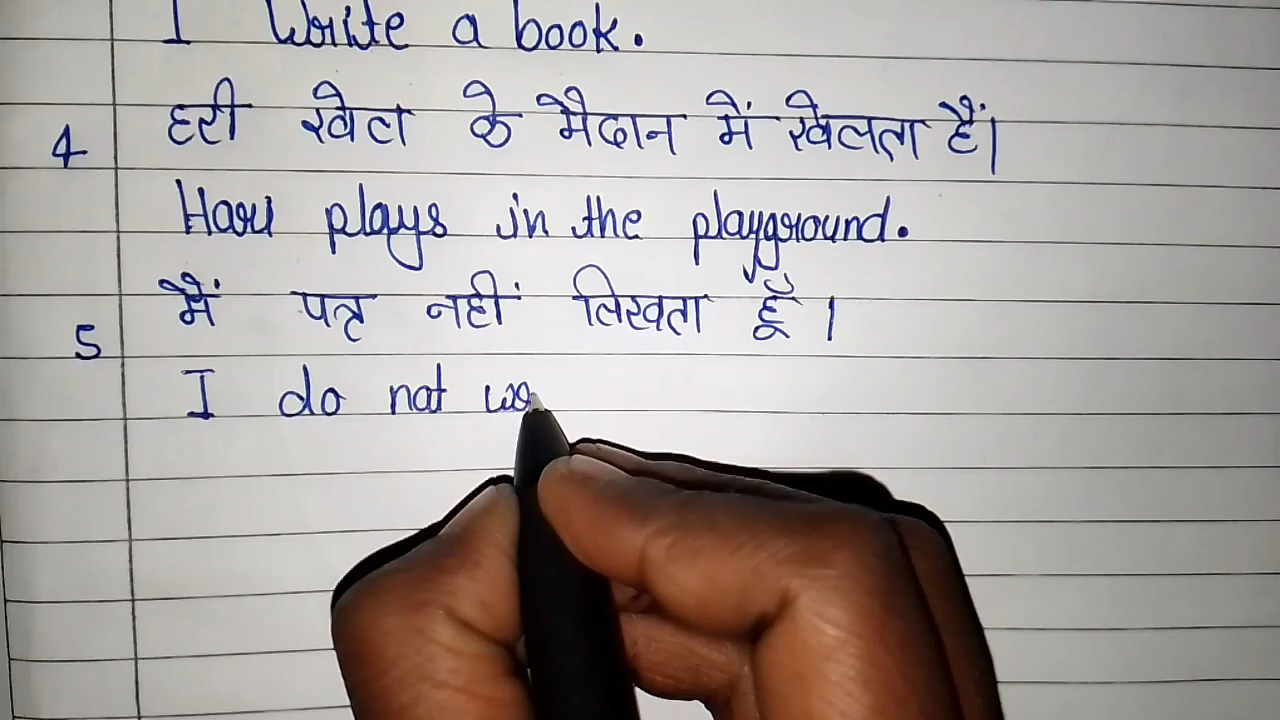 I Write a book.
4 हरी खेल के मैदान में खेलता हैं।
Hari plays in the playground.
5 मैं पत्र नहीं लिखता हूँ।
I do not